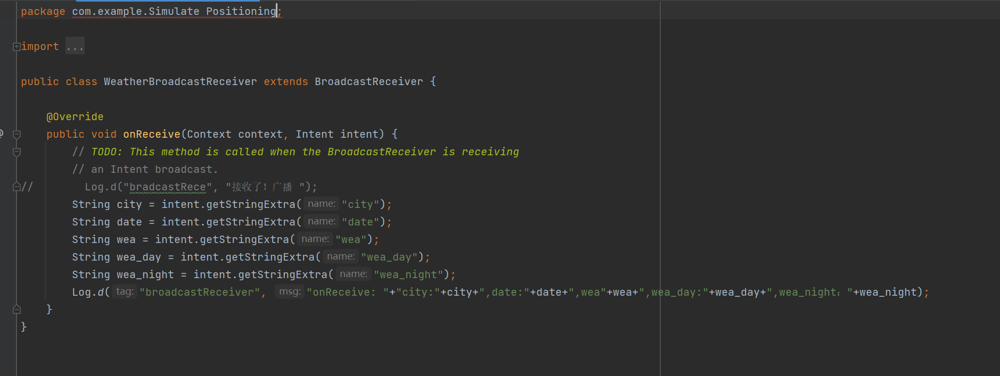 package com.example.Simulate Positioning;
import ...
public class WeatherBroadcastReceiver extends BroadcastReceiver {
@Override
public void onReceive(Context context, Intent intent) {
// TODO: This method is called when the BroadcastReceiver is receiving
// an Intent broadcast.
//        Log.d("bradcastRece", "接收了！广播 ");
String city = intent.getStringExtra( name: "city");
String date = intent.getStringExtra( name: "date");
String wea = intent.getStringExtra( name: "wea");
String wea_day = intent.getStringExtra( name: "wea_day");
String wea_night = intent.getStringExtra( name: "wea_night");
Log.d( tag: "broadcastReceiver", msg: "onReceive: "+"city:"+city+",date:"+date+",wea"+wea+",wea_day:"+wea_day+",wea_night："+wea_night);
}
}